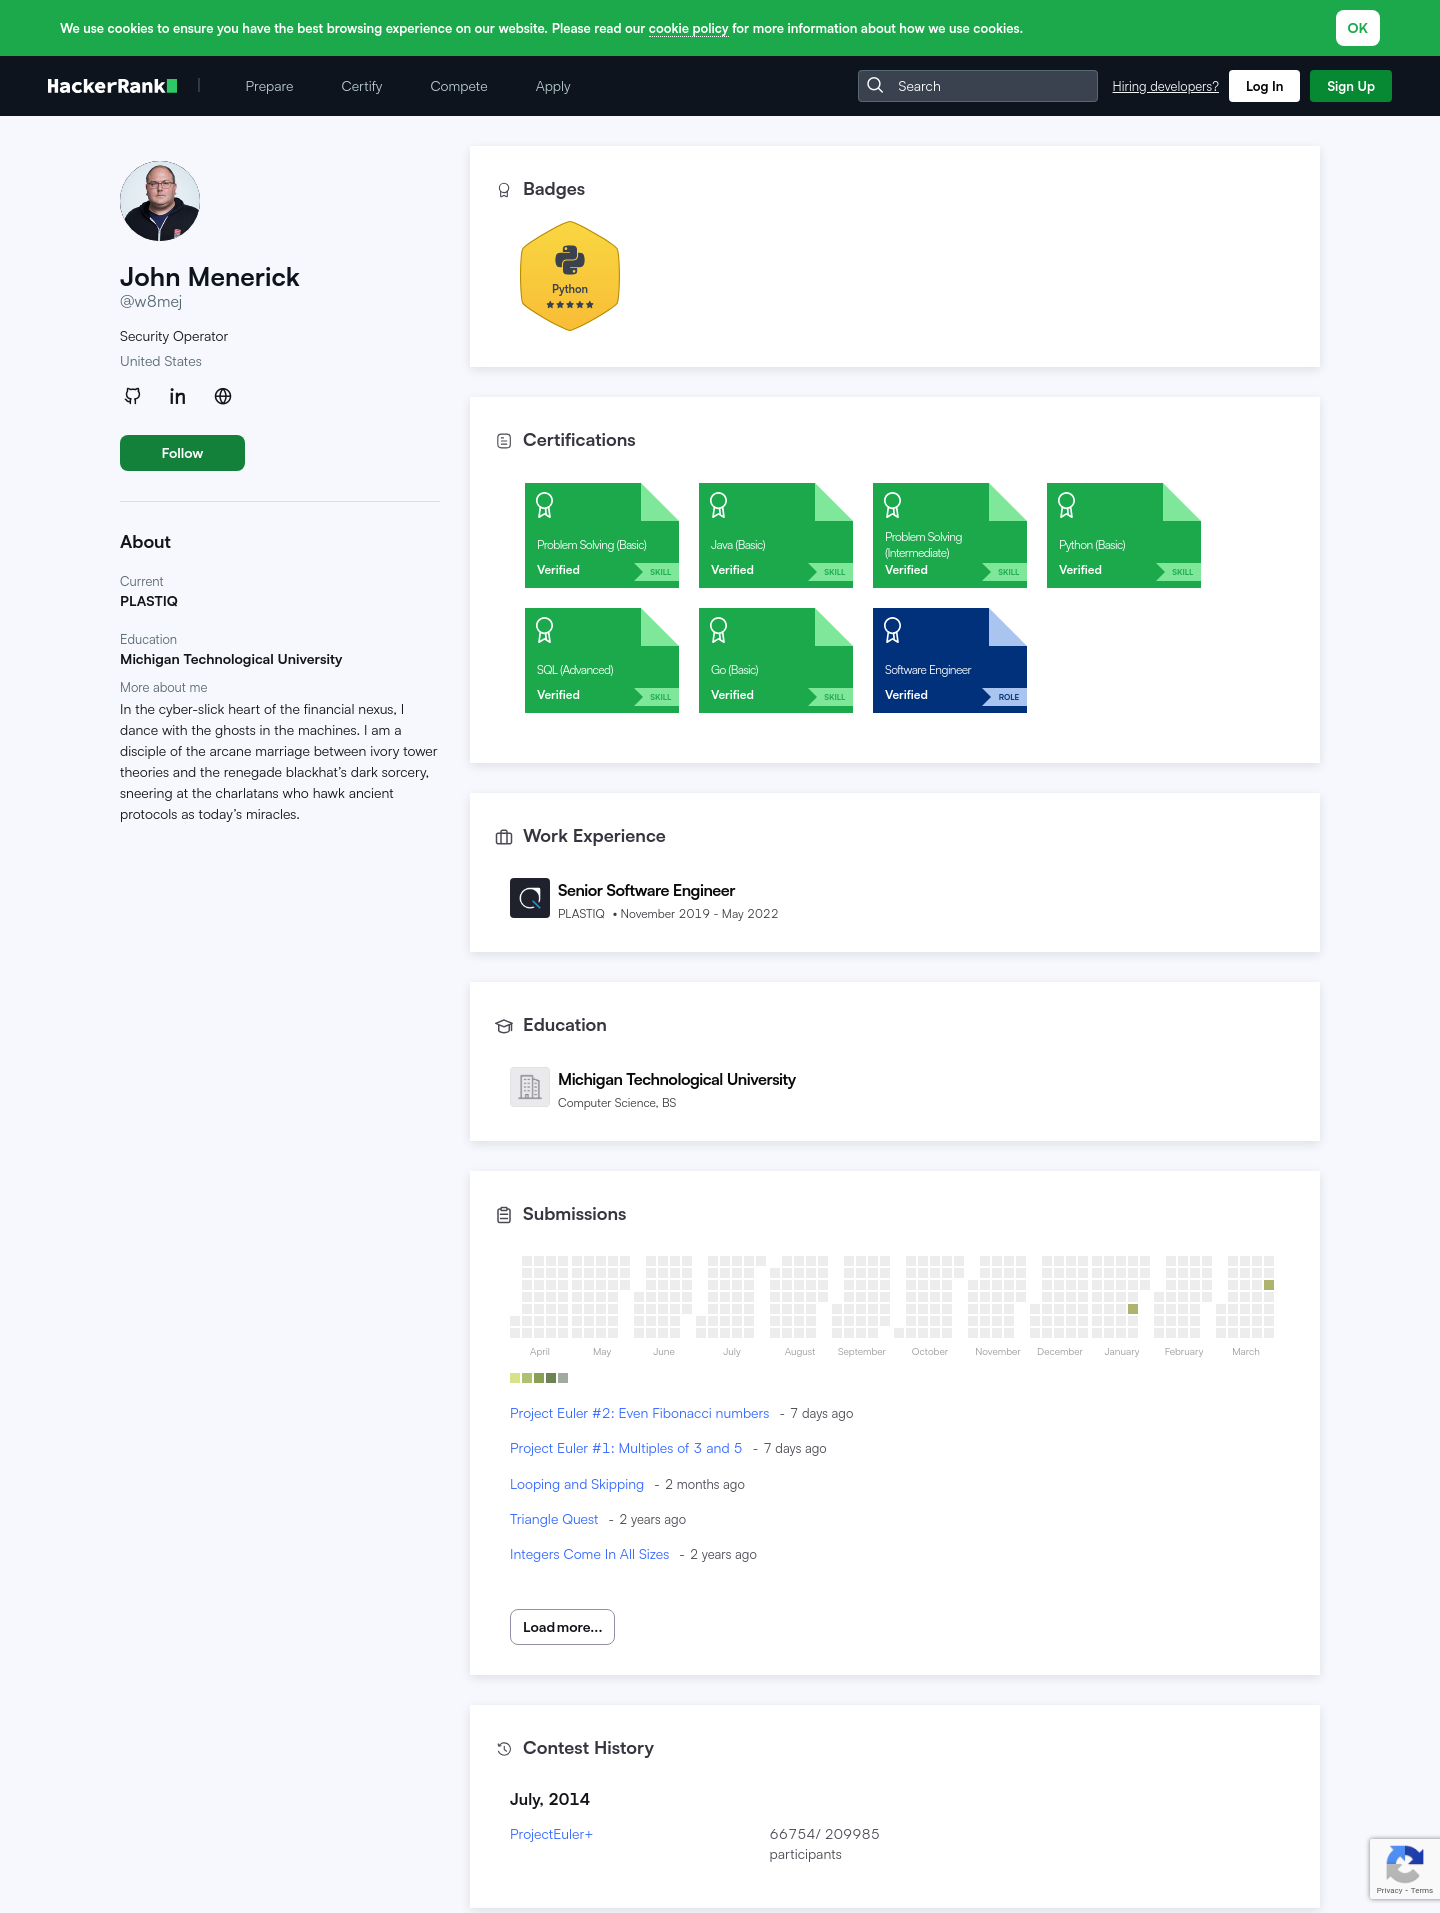 We use cookies to ensure you have the best browsing experience on our website. Please read our cookie policy for more information about how we use cookies.
OK
HackerRank
Prepare
Certify
Compete
Apply
Search
Hiring developers?
Log In
Sign Up
John Menerick
@w8mej
Security Operator
United States
Follow
About
Current
PLASTIQ
Education
Michigan Technological University
More about me
In the cyber-slick heart of the financial nexus, I
dance with the ghosts in the machines. I am a
disciple of the arcane marriage between ivory tower
theories and the renegade blackhat’s dark sorcery,
sneering at the charlatans who hawk ancient
protocols as today’s miracles.
Badges
Python
Certifications
Problem Solving (Basic)
Verified
SKILL
Java (Basic)
Verified
SKILL
Problem Solving
(Intermediate)
Verified
SKILL
Python (Basic)
Verified
SKILL
SQL (Advanced)
Verified
SKILL
Go (Basic)
Verified
SKILL
Software Engineer
Verified
ROLE
Work Experience
Senior Software Engineer
PLASTIQ • November 2019 - May 2022
Education
Michigan Technological University
Computer Science, BS
Submissions
April May June July August September October November December January February March
Project Euler #2: Even Fibonacci numbers - 7 days ago
Project Euler #1: Multiples of 3 and 5 - 7 days ago
Looping and Skipping - 2 months ago
Triangle Quest - 2 years ago
Integers Come In All Sizes - 2 years ago
Load more...
Contest History
July, 2014
ProjectEuler+
66754/ 209985
participants
Privacy - Terms